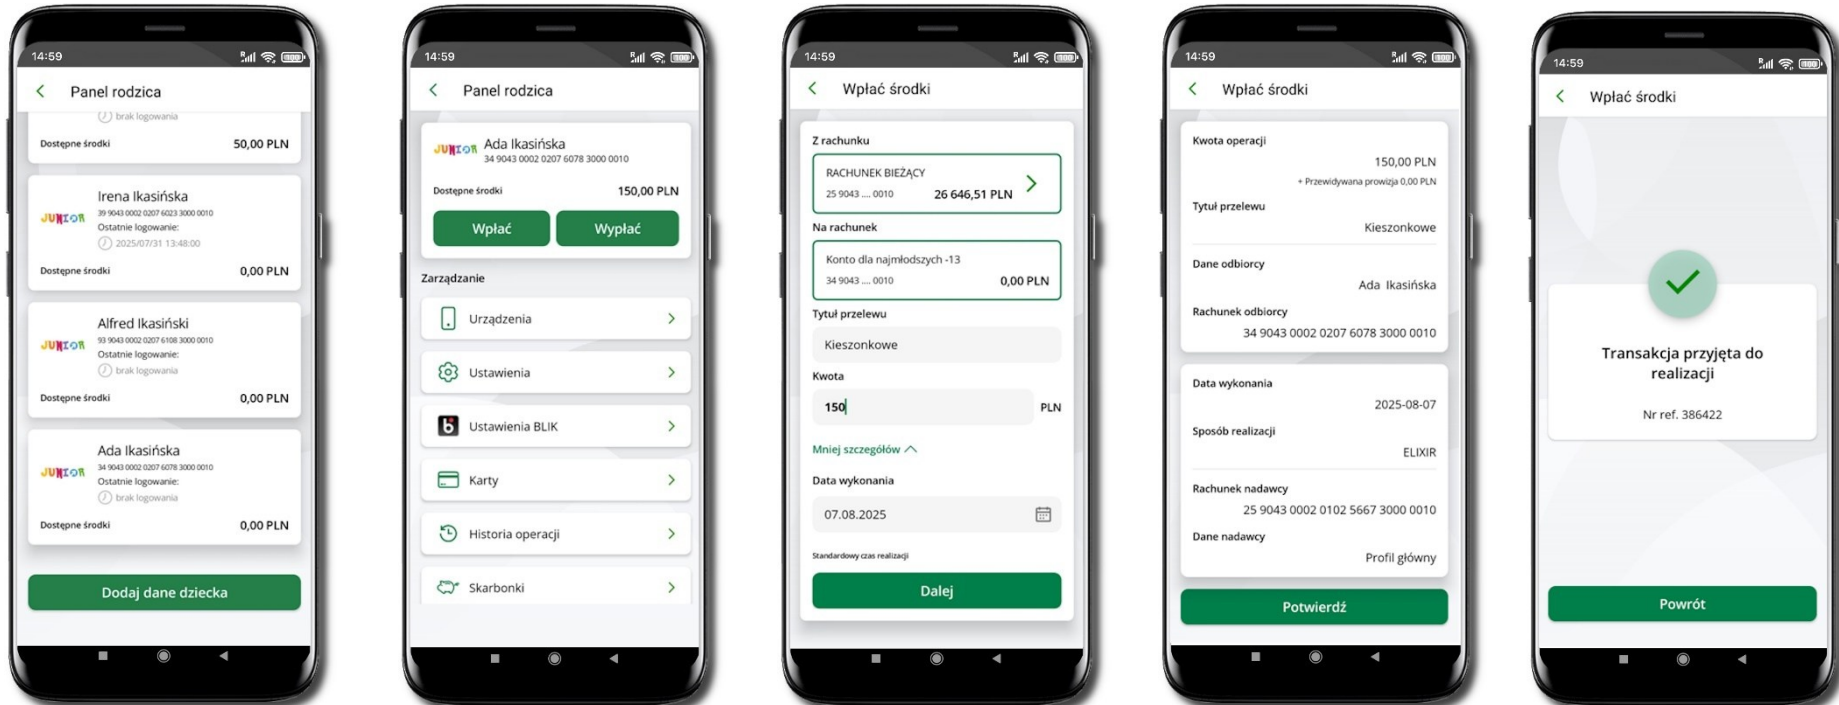 14:59
Panel rodzica
brak logowania
Dostępne środki 50,00 PLN
JUNIOR
Irena Ikasińska
39 9043 0002 0207 6023 3000 0010
Ostatnie logowanie:
2025/07/31 13:48:00
Dostępne środki 0,00 PLN
JUNIOR
Alfred Ikasiński
93 9043 0002 0207 6108 3000 0010
Ostatnie logowanie:
brak logowania
Dostępne środki 0,00 PLN
JUNIOR
Ada Ikasińska
34 9043 0002 0207 6078 3000 0010
Ostatnie logowanie:
brak logowania
Dostępne środki 0,00 PLN
Dodaj dane dziecka
14:59
Panel rodzica
JUNIOR
Ada Ikasińska
34 9043 0002 0207 6078 3000 0010
Dostępne środki 150,00 PLN
Wpłać Wypłać
Zarządzanie
Urządzenia
Ustawienia
Ustawienia BLIK
Karty
Historia operacji
Skarbonki
14:59
Wpłać środki
Z rachunku
RACHUNEK BIEŻĄCY
25 9043 .... 0010 26 646,51 PLN
Na rachunek
Konto dla najmłodszych -13
34 9043 .... 0010 0,00 PLN
Tytuł przelewu
Kieszonkowe
Kwota
150 PLN
Mniej szczegółów
Data wykonania
07.08.2025
Standardowy czas realizacji
Dalej
14:59
Wpłać środki
Kwota operacji
150,00 PLN
+ Przewidywana prowizja 0,00 PLN
Tytuł przelewu
Kieszonkowe
Dane odbiorcy
Ada Ikasińska
Rachunek odbiorcy
34 9043 0002 0207 6078 3000 0010
Data wykonania
2025-08-07
Sposób realizacji
ELIXIR
Rachunek nadawcy
25 9043 0002 0102 5667 3000 0010
Dane nadawcy
Profil główny
Potwierdź
14:59
Wpłać środki
Transakcja przyjęta do
realizacji
Nr ref. 386422
Powrót